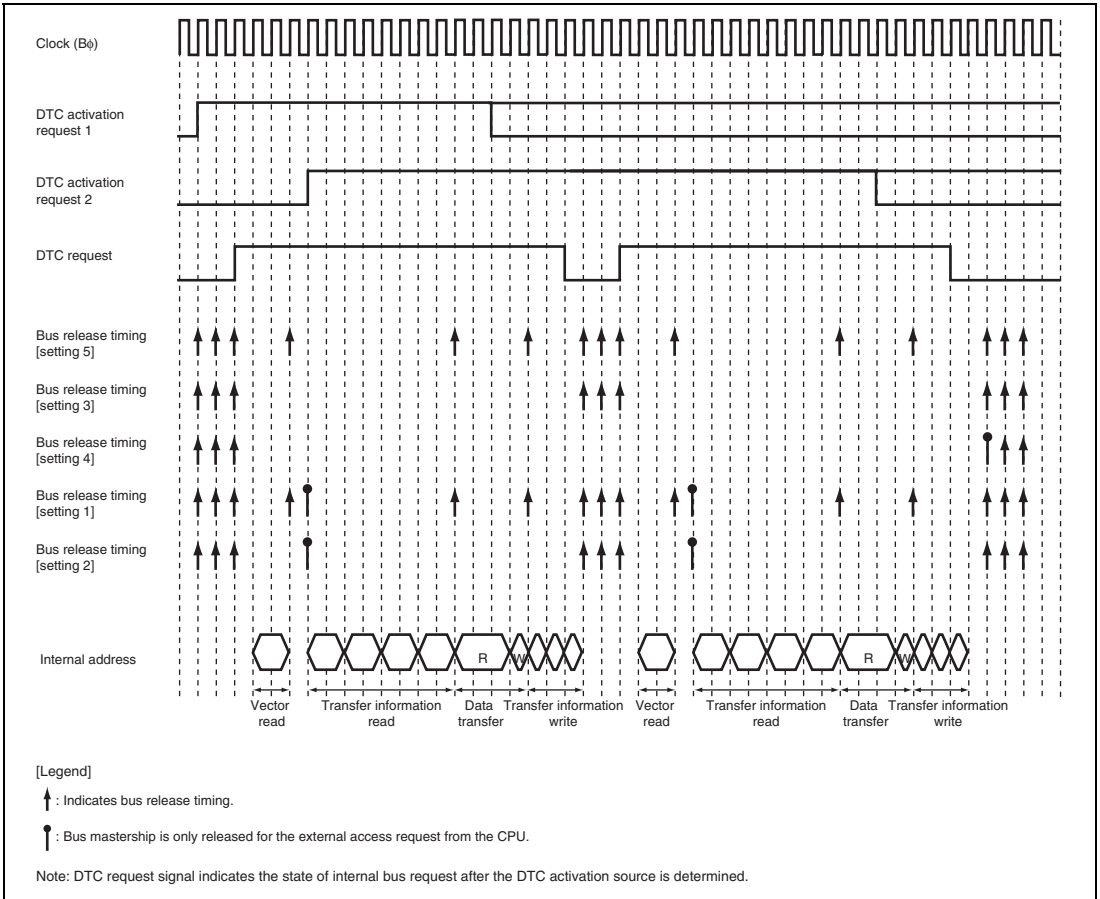 Clock (Bφ)
DTC activation
request 1
DTC activation
request 2
DTC request
Bus release timing
[setting 5]
Bus release timing
[setting 3]
Bus release timing
[setting 4]
Bus release timing
[setting 1]
Bus release timing
[setting 2]
Internal address
R
W
R
W
Vector
read
Transfer information
read
Data
transfer
Transfer information
write
Vector
read
Transfer information
read
Data
transfer
Transfer information
write
[Legend]
: Indicates bus release timing.
: Bus mastership is only released for the external access request from the CPU.
Note: DTC request signal indicates the state of internal bus request after the DTC activation source is determined.